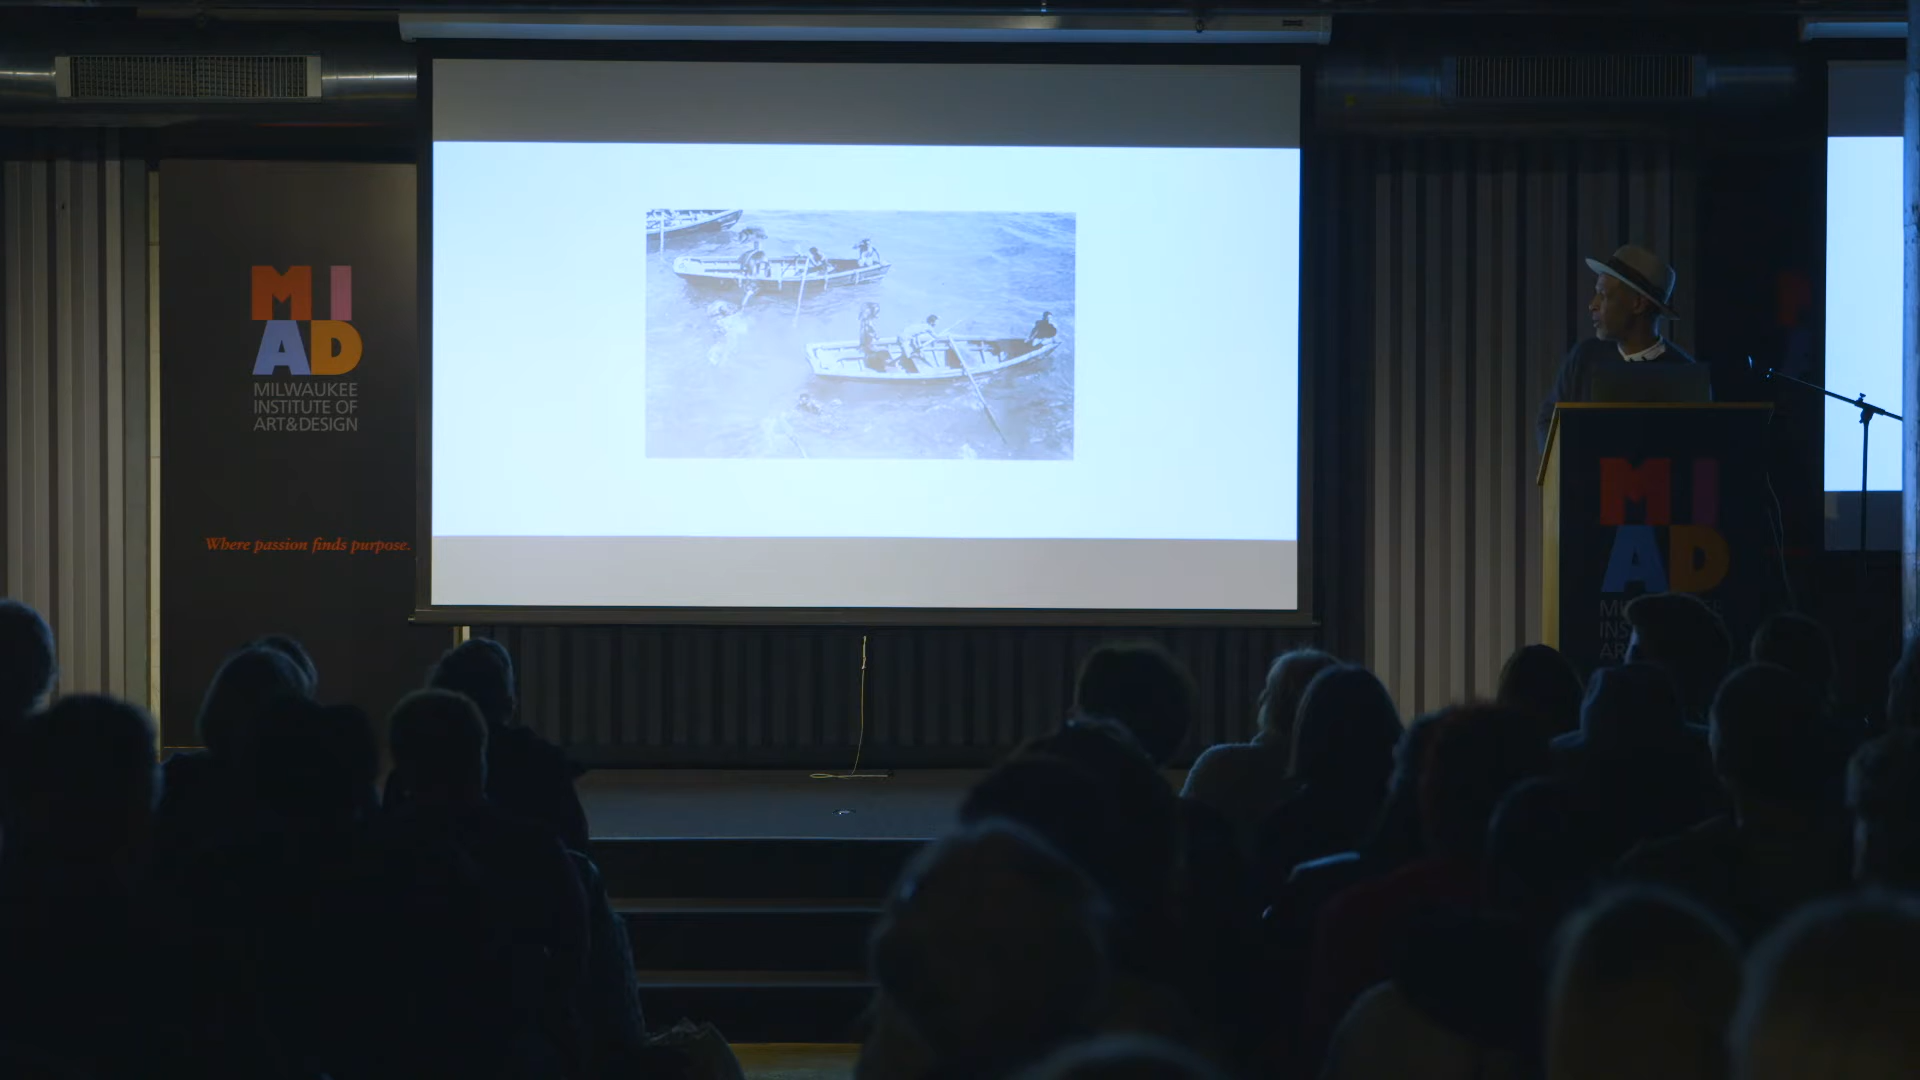 MI
AD
MILWAUKEE
INSTITUTE OF
ART&DESIGN
Where passion finds purpose.
MI
AD